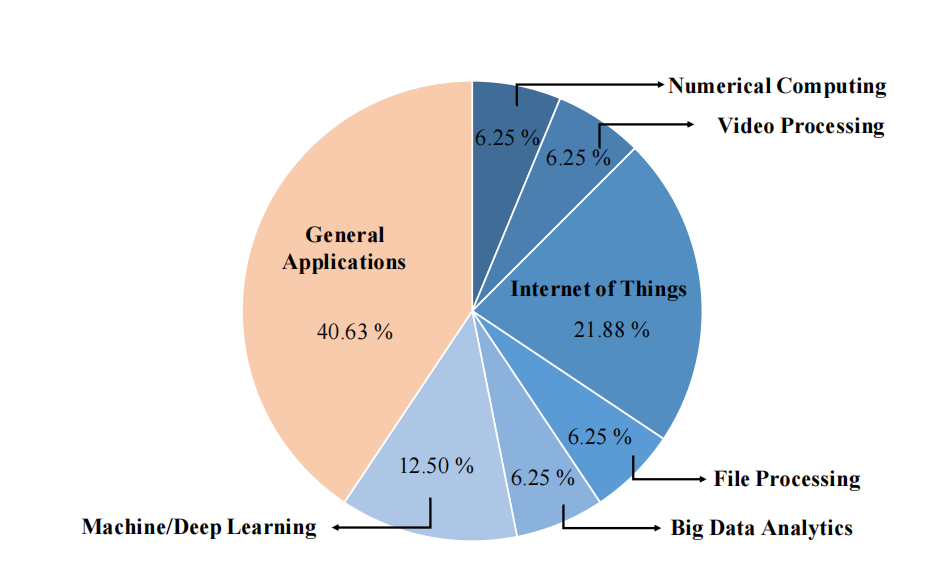 Numerical Computing
6.25 %
Video Processing
6.25 %
General
Applications
40.63 %
Internet of Things
21.88 %
6.25 %
File Processing
12.50 %
6.25 %
Machine/Deep Learning
Big Data Analytics